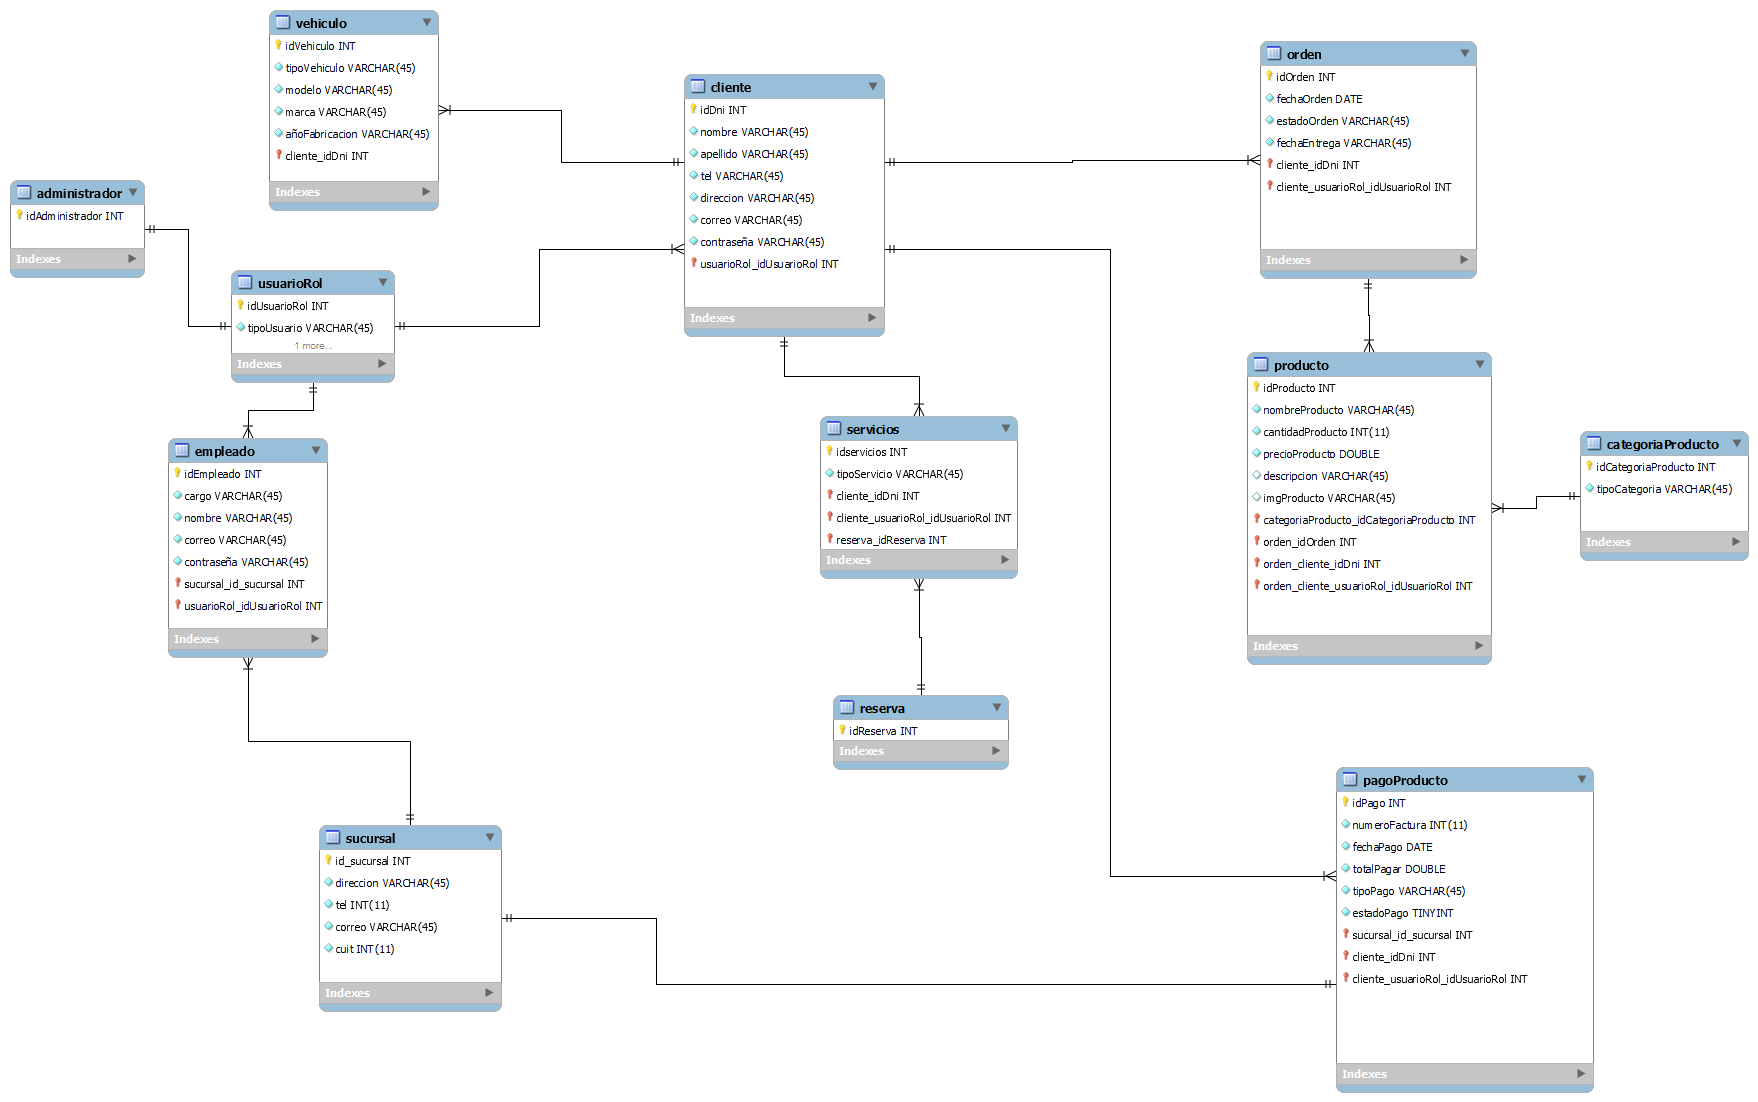 vehiculo
idVehiculo INT
tipoVehiculo VARCHAR(45)
modelo VARCHAR(45)
marca VARCHAR(45)
añoFabricacion VARCHAR(45)
cliente_idDni INT
Indexes
administrador
idAdministrador INT
Indexes
usuarioRol
idUsuarioRol INT
tipoUsuario VARCHAR(45)
1 more...
Indexes
cliente
idDni INT
nombre VARCHAR(45)
apellido VARCHAR(45)
tel VARCHAR(45)
direccion VARCHAR(45)
correo VARCHAR(45)
contraseña VARCHAR(45)
usuarioRol_idUsuarioRol INT
Indexes
orden
idOrden INT
fechaOrden DATE
estadoOrden VARCHAR(45)
fechaEntrega VARCHAR(45)
cliente_idDni INT
cliente_usuarioRol_idUsuarioRol INT
Indexes
empleado
idEmpleado INT
cargo VARCHAR(45)
nombre VARCHAR(45)
correo VARCHAR(45)
contraseña VARCHAR(45)
sucursal_id_sucursal INT
usuarioRol_idUsuarioRol INT
Indexes
servicios
idservicios INT
tipoServicio VARCHAR(45)
cliente_idDni INT
cliente_usuarioRol_idUsuarioRol INT
reserva_idReserva INT
Indexes
producto
idProducto INT
nombreProducto VARCHAR(45)
cantidadProducto INT(11)
precioProducto DOUBLE
descripcion VARCHAR(45)
imgProducto VARCHAR(45)
categoriaProducto_idCategoriaProducto INT
orden_idOrden INT
orden_cliente_idDni INT
orden_cliente_usuarioRol_idUsuarioRol INT
Indexes
categoriaProducto
idCategoriaProducto INT
tipoCategoria VARCHAR(45)
Indexes
reserva
idReserva INT
Indexes
sucursal
id_sucursal INT
direccion VARCHAR(45)
tel INT(11)
correo VARCHAR(45)
cuit INT(11)
Indexes
pagoProducto
idPago INT
numeroFactura INT(11)
fechaPago DATE
totalPagar DOUBLE
tipoPago VARCHAR(45)
estadoPago TINYINT
sucursal_id_sucursal INT
cliente_idDni INT
cliente_usuarioRol_idUsuarioRol INT
Indexes